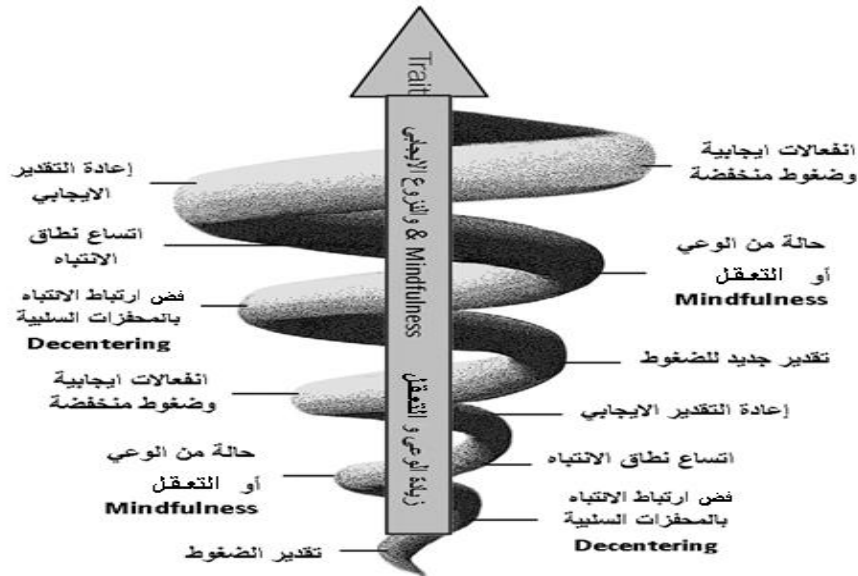 Trait
زيادة الوعي و التعقل Mindfulness & والنزوع الإيجابي
إعادة التقدير
الايجابي
اتساع نطاق
الانتباه
فض ارتباط الانتباه
بالمحفزات السلبية
Decentering
انفعالات ايجابية
وضغوط منخفضة
حالة من الوعي
أو التعقل
Mindfulness
تقدير الضغوط
انفعالات ايجابية
وضغوط منخفضة
حالة من الوعي
أو التعقل
Mindfulness
تقدير جديد للضغوط
إعادة التقدير الايجابي
اتساع نطاق الانتباه
فض ارتباط الانتباه
بالمحفزات السلبية
Decentering